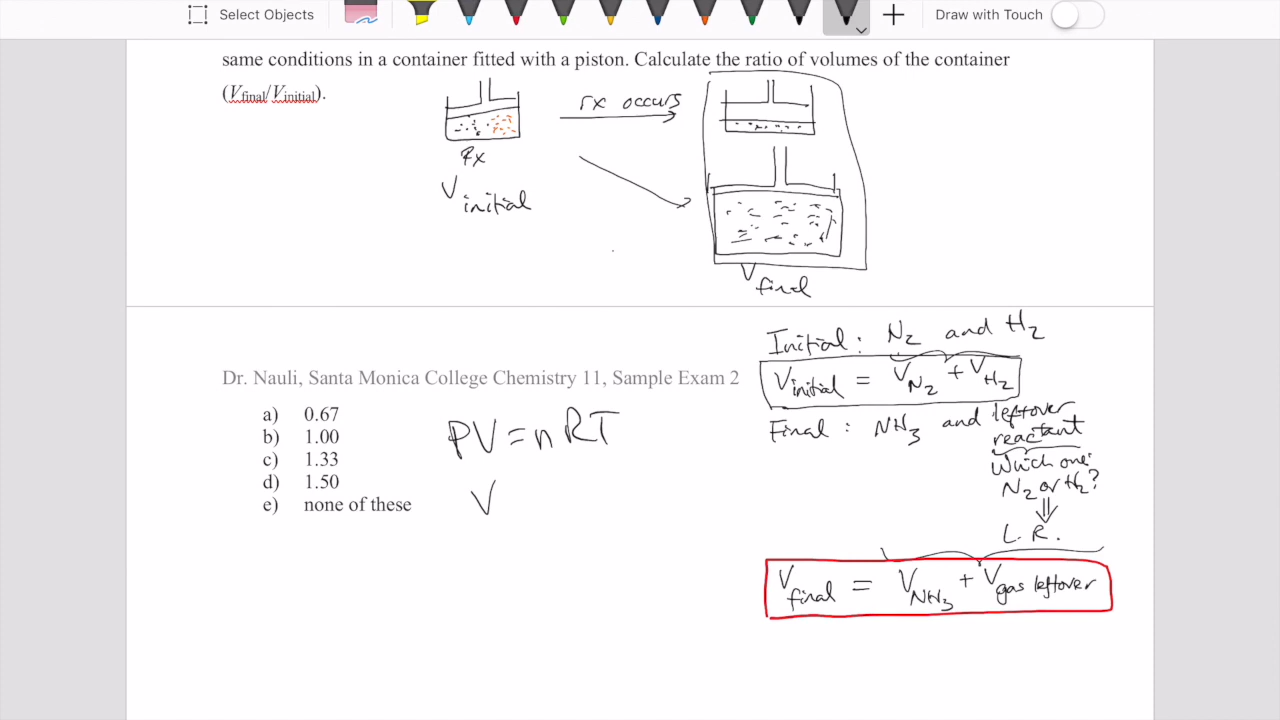 Select Objects
Draw with Touch
same conditions in a container fitted with a piston. Calculate the ratio of volumes of the container
(Vfinal/Vinitial).
rx occurs
rx
Vinitial
Vfinal
Dr. Nauli, Santa Monica College Chemistry 11, Sample Exam 2
a) 0.67
b) 1.00
c) 1.33
d) 1.50
e) none of these
PV = nRT
V
Initial: N2 and H2
Vinitial = VN2 + VH2
Final: NH3 and leftover
reactant
Which one?
N2 or H2?
⇓
L.R.
Vfinal = VNH3 + Vgas leftover